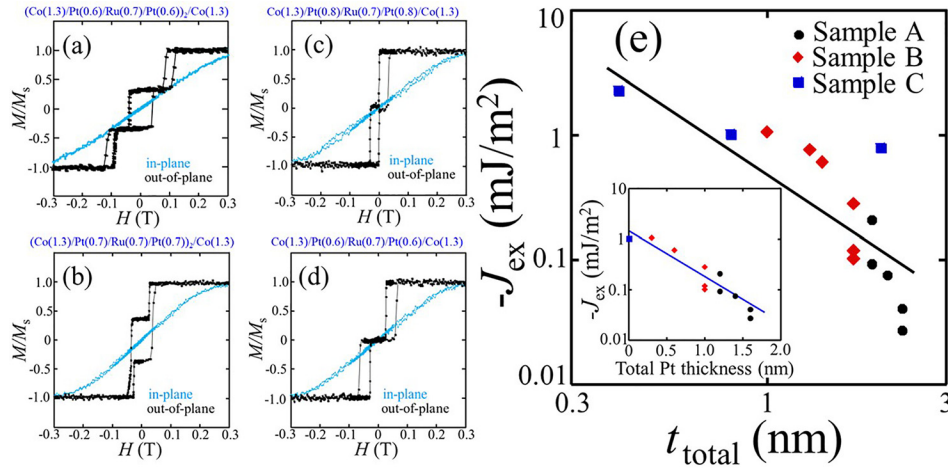 (Co(1.3)/Pt(0.6)/Ru(0.7)/Pt(0.6))2/Co(1.3)
(a)
1.0
0.5
0
-0.5
-1.0
M/Ms
in-plane
out-of-plane
-0.3 -0.2 -0.1 0 0.1 0.2 0.3
H (T)
Co(1.3)/Pt(0.8)/Ru(0.7)/Pt(0.8)/Co(1.3)
(c)
1.0
0.5
0
-0.5
-1.0
M/Ms
in-plane
out-of-plane
-0.3 -0.2 -0.1 0 0.1 0.2 0.3
H (T)
(Co(1.3)/Pt(0.7)/Ru(0.7)/Pt(0.7))2/Co(1.3)
(b)
1.0
0.5
0
-0.5
-1.0
M/Ms
in-plane
out-of-plane
-0.3 -0.2 -0.1 0 0.1 0.2 0.3
H (T)
Co(1.3)/Pt(0.6)/Ru(0.7)/Pt(0.6)/Co(1.3)
(d)
1.0
0.5
0
-0.5
-1.0
M/Ms
in-plane
out-of-plane
-0.3 -0.2 -0.1 0 0.1 0.2 0.3
H (T)
(e)
Sample A
Sample B
Sample C
10
1
0.1
0.01
-Jex (mJ/m2)
0.3 1 3
ttotal (nm)
10
1
0.1
0.01
-Jex (mJ/m2)
0 0.5 1.0 1.5 2.0
Total Pt thickness (nm)